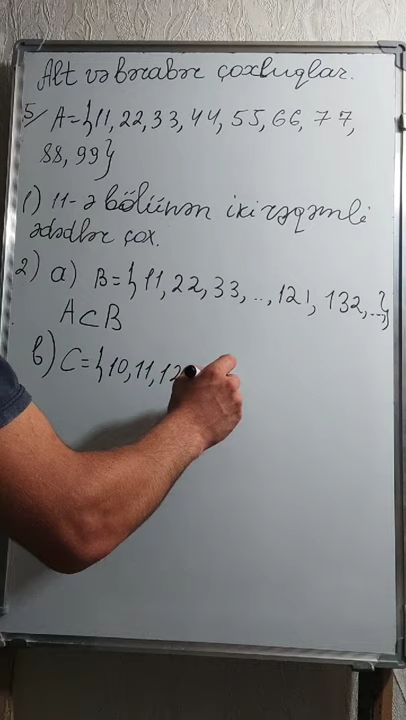 Alt və bərabər çoxluqlar.
5/ A={11, 22, 33, 44, 55, 66, 77,
88, 99}
1) 11-ə bölünən ikirəqəmli
ədədlər çox.
2) a) B={11, 22, 33, ..., 121, 132, ...}
A⊂B
b) C={10, 11, 12